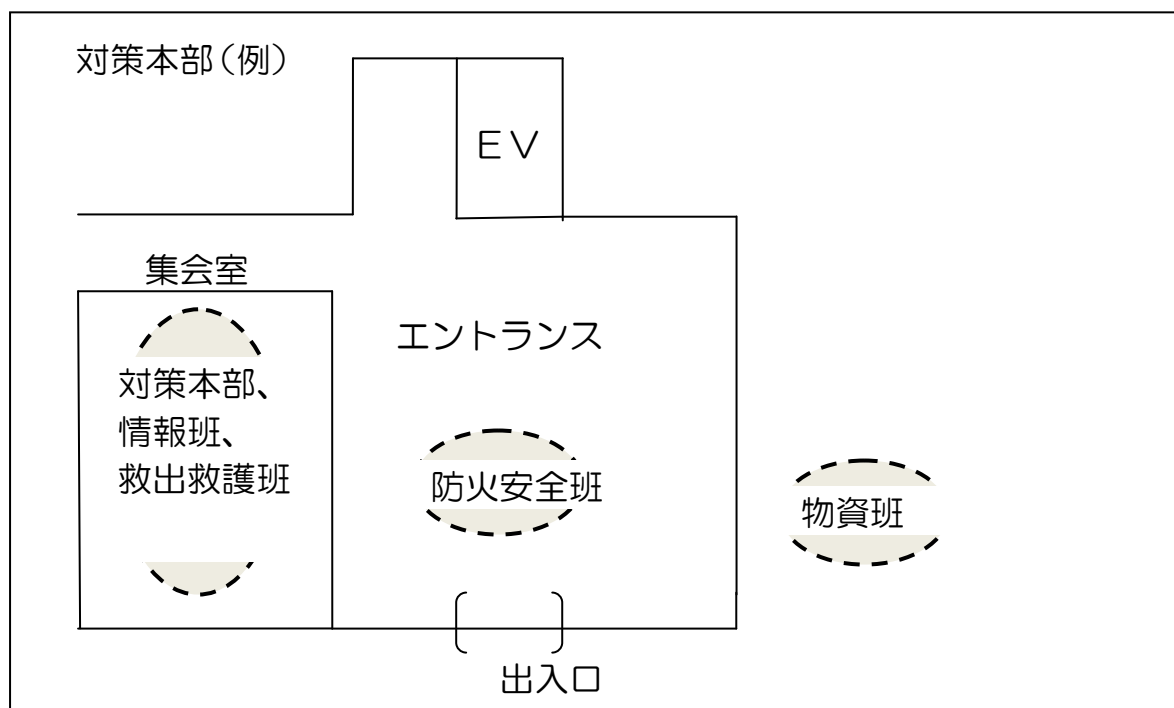 対策本部（例）
ＥＶ
集会室
エントランス
対策本部、
情報班、
救出救護班
防火安全班
物資班
出入口